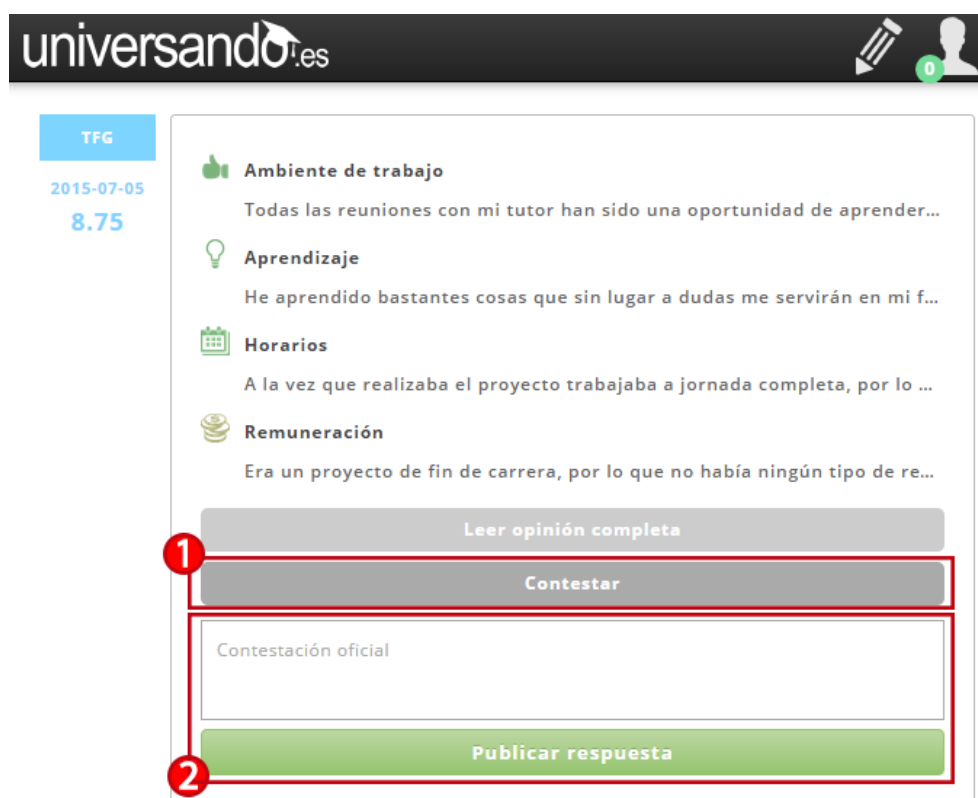 universando.es
0
TFG
2015-07-05
8.75
Ambiente de trabajo
Todas las reuniones con mi tutor han sido una oportunidad de aprender...
Aprendizaje
He aprendido bastantes cosas que sin lugar a dudas me servirán en mi f...
Horarios
A la vez que realizaba el proyecto trabajaba a jornada completa, por lo ...
Remuneración
Era un proyecto de fin de carrera, por lo que no había ningún tipo de re...
Leer opinión completa
1
Contestar
Contestación oficial
Publicar respuesta
2